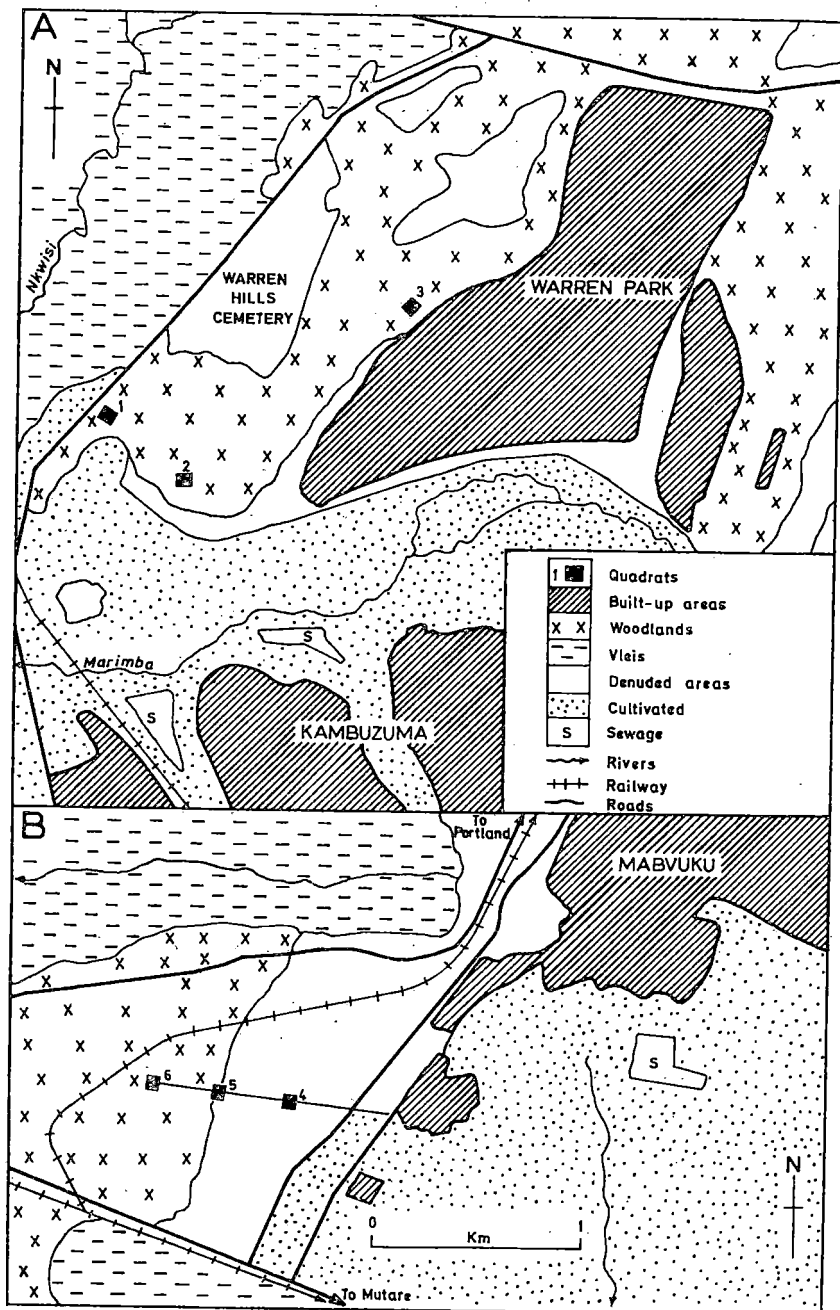 A
N
Nkwisi
WARREN
HILLS
CEMETERY
WARREN PARK
3
1
2
Marimba
S
S
KAMBUZUMA
1 Quadrats
Built-up areas
X X Woodlands
Vleis
Denuded areas
Cultivated
S Sewage
Rivers
Railway
Roads
B
To
Portland
MABVUKU
S
6
5
4
N
0 1
Km
To Mutare